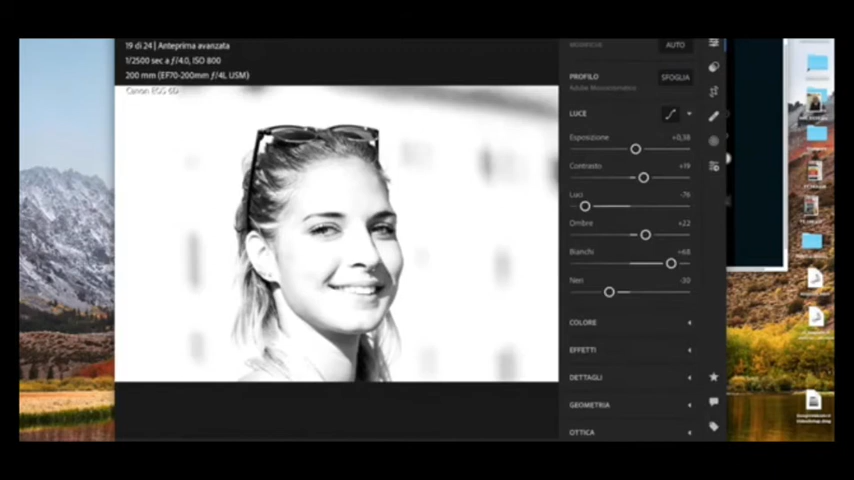 19 di 24 | Anteprima avanzata
1/2500 sec a ƒ/4.0, ISO 800
200 mm (EF70-200mm ƒ/4L USM)
Canon EOS 6D
MODIFICHE
AUTO
PROFILO
SFOGLIA
Adobe Monocromatico
LUCE
Esposizione
+0,38
Contrasto
+19
Luci
-76
Ombre
+22
Bianchi
+68
Neri
-30
COLORE
EFFETTI
DETTAGLI
GEOMETRIA
OTTICA